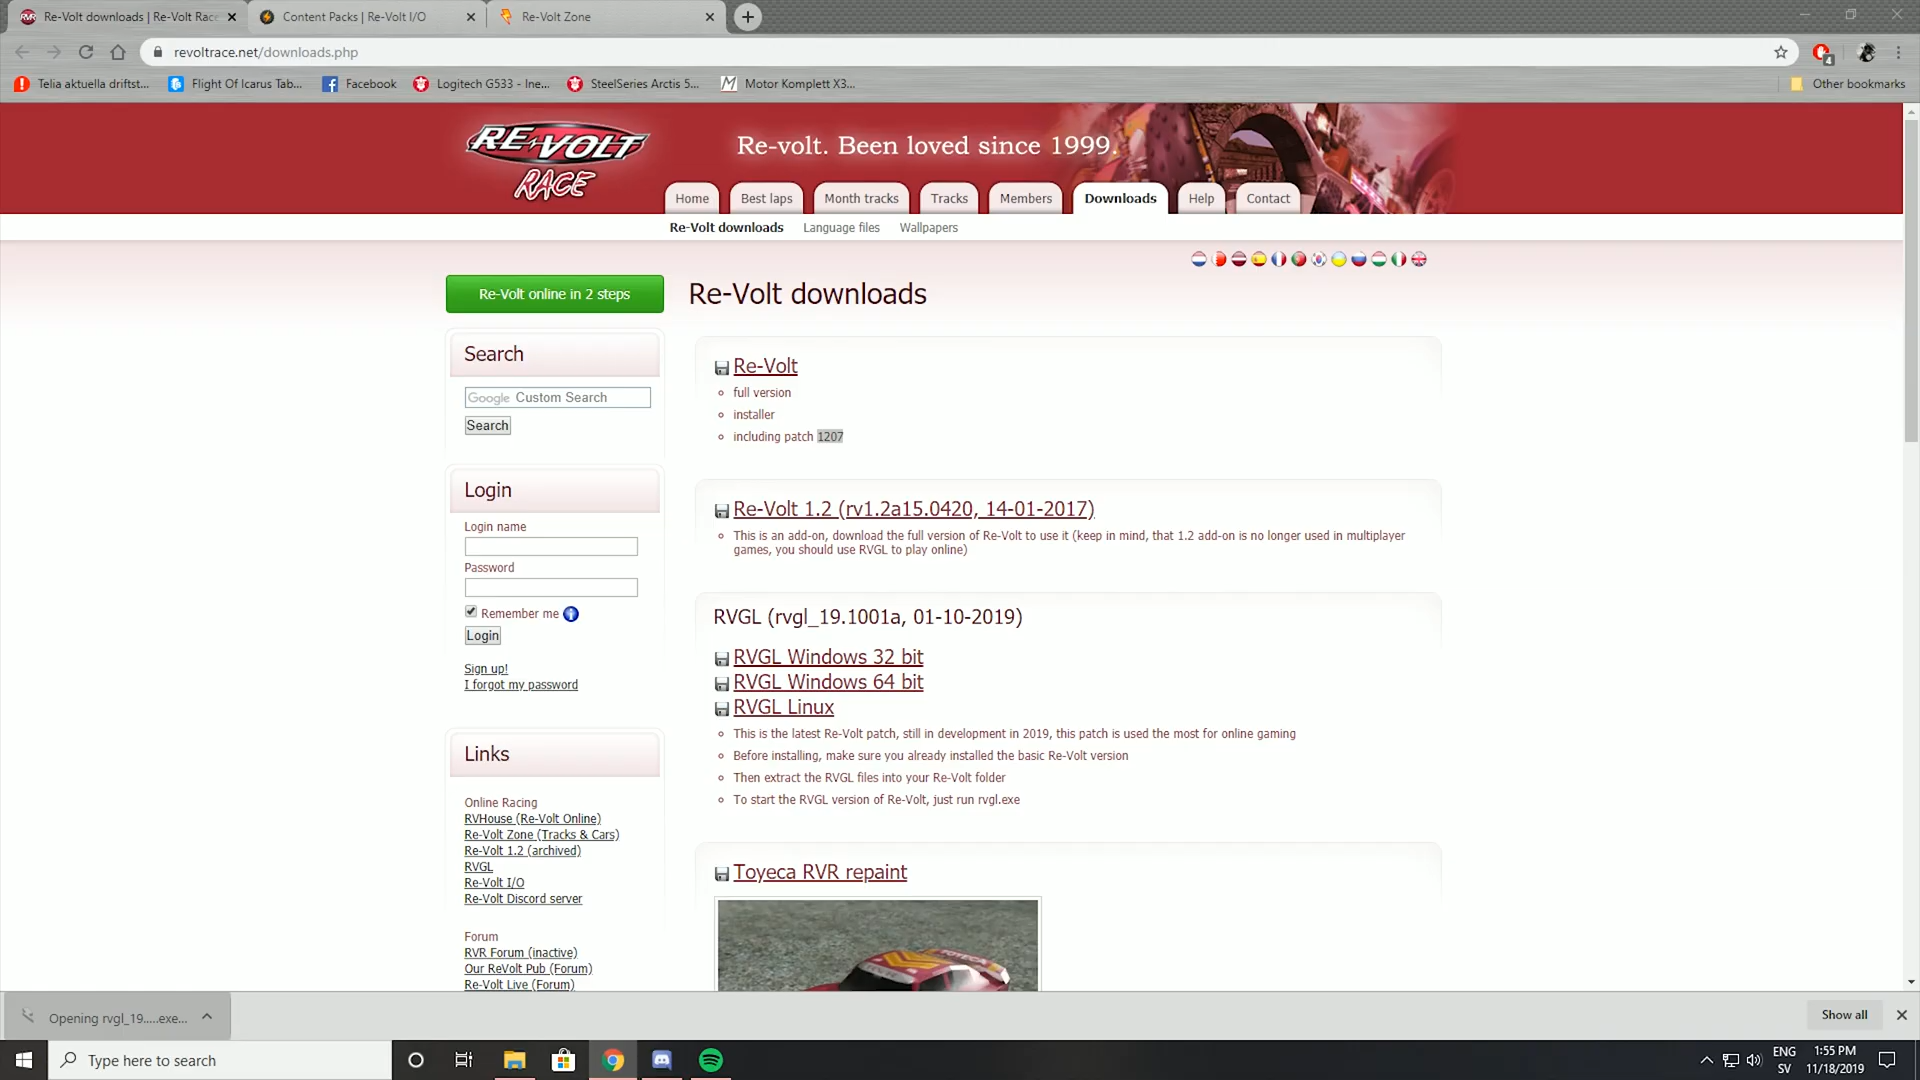 Re-Volt downloads | Re-Volt Race
Content Packs | Re-Volt I/O
Re-Volt Zone
revoltrace.net/downloads.php
4
Telia aktuella driftst...
Flight Of Icarus Tab...
Facebook
Logitech G533 - Ine...
SteelSeries Arctis 5...
Motor Komplett X3...
Other bookmarks
RE-VOLT
RACE
Re-volt. Been loved since 1999.
Home
Best laps
Month tracks
Tracks
Members
Downloads
Help
Contact
Re-Volt downloads
Language files
Wallpapers
Re-Volt online in 2 steps
Re-Volt downloads
Search
Google Custom Search
Search
Login
Login name
Password
Remember me
Login
Sign up!
I forgot my password
Links
Online Racing
RVHouse (Re-Volt Online)
Re-Volt Zone (Tracks & Cars)
Re-Volt 1.2 (archived)
RVGL
Re-Volt I/O
Re-Volt Discord server
Forum
RVR Forum (inactive)
Our ReVolt Pub (Forum)
Re-Volt Live (Forum)
Re-Volt
full version
installer
including patch 1207
Re-Volt 1.2 (rv1.2a15.0420, 14-01-2017)
This is an add-on, download the full version of Re-Volt to use it (keep in mind, that 1.2 add-on is no longer used in multiplayer
games, you should use RVGL to play online)
RVGL (rvgl_19.1001a, 01-10-2019)
RVGL Windows 32 bit
RVGL Windows 64 bit
RVGL Linux
This is the latest Re-Volt patch, still in development in 2019, this patch is used the most for online gaming
Before installing, make sure you already installed the basic Re-Volt version
Then extract the RVGL files into your Re-Volt folder
To start the RVGL version of Re-Volt, just run rvgl.exe
Toyeca RVR repaint
TOYECA
Opening rvgl_19.....exe...
Show all
Type here to search
ENG
SV
1:55 PM
11/18/2019